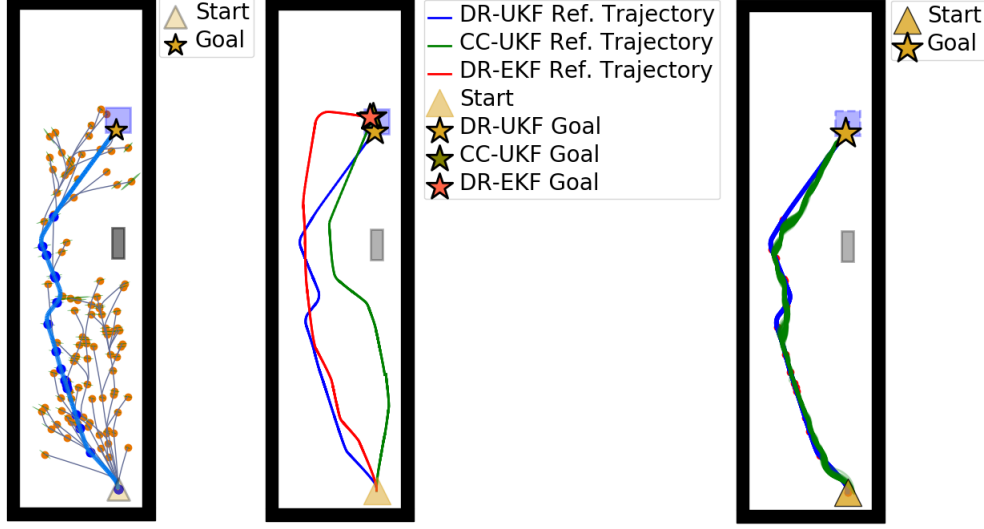 Start
Goal
DR-UKF Ref. Trajectory
CC-UKF Ref. Trajectory
DR-EKF Ref. Trajectory
Start
DR-UKF Goal
CC-UKF Goal
DR-EKF Goal
Start
Goal